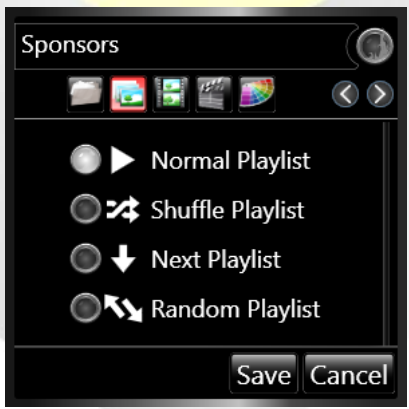 Sponsors
Normal Playlist
Shuffle Playlist
Next Playlist
Random Playlist
Save Cancel